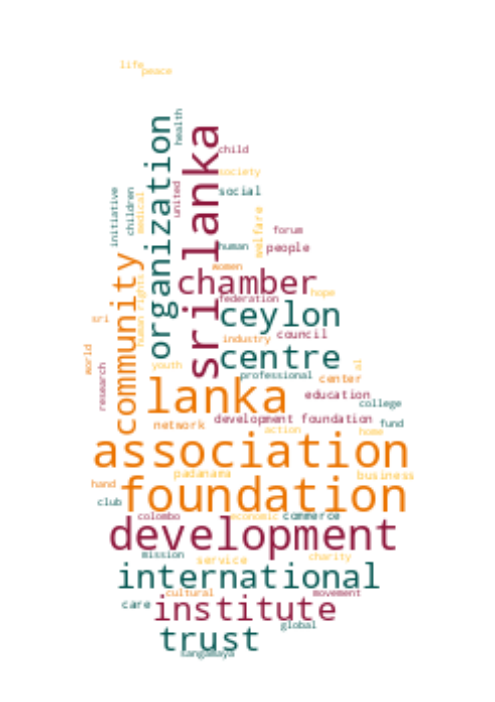 life
peace
health
organization
sri lanka
child
society
social
initiative
children
medical
united
welfare
forum
human
people
women
community
human rights
chamber
federation
hope
sri
ceylon
industry
council
world
centre
youth
professional
al
center
research
lanka
education
college
network
development foundation
fund
action
home
association
padanama
business
hand
foundation
club
colombo
economic
commerce
development
mission
service
charity
international
cultural
movement
care
institute
global
trust
sangamaya